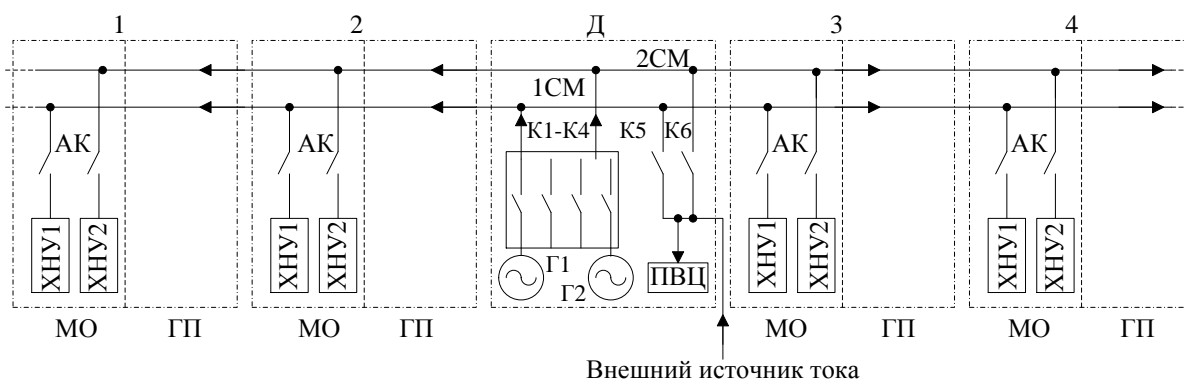 1 2 Д 3 4
2СМ
1СМ
К1-К4 К5 К6
АК АК АК АК
ХНУ1 ХНУ2 ХНУ1 ХНУ2 Г1 Г2 ПВЦ ХНУ1 ХНУ2 ХНУ1 ХНУ2
МО ГП МО ГП МО ГП МО ГП
Внешний источник тока